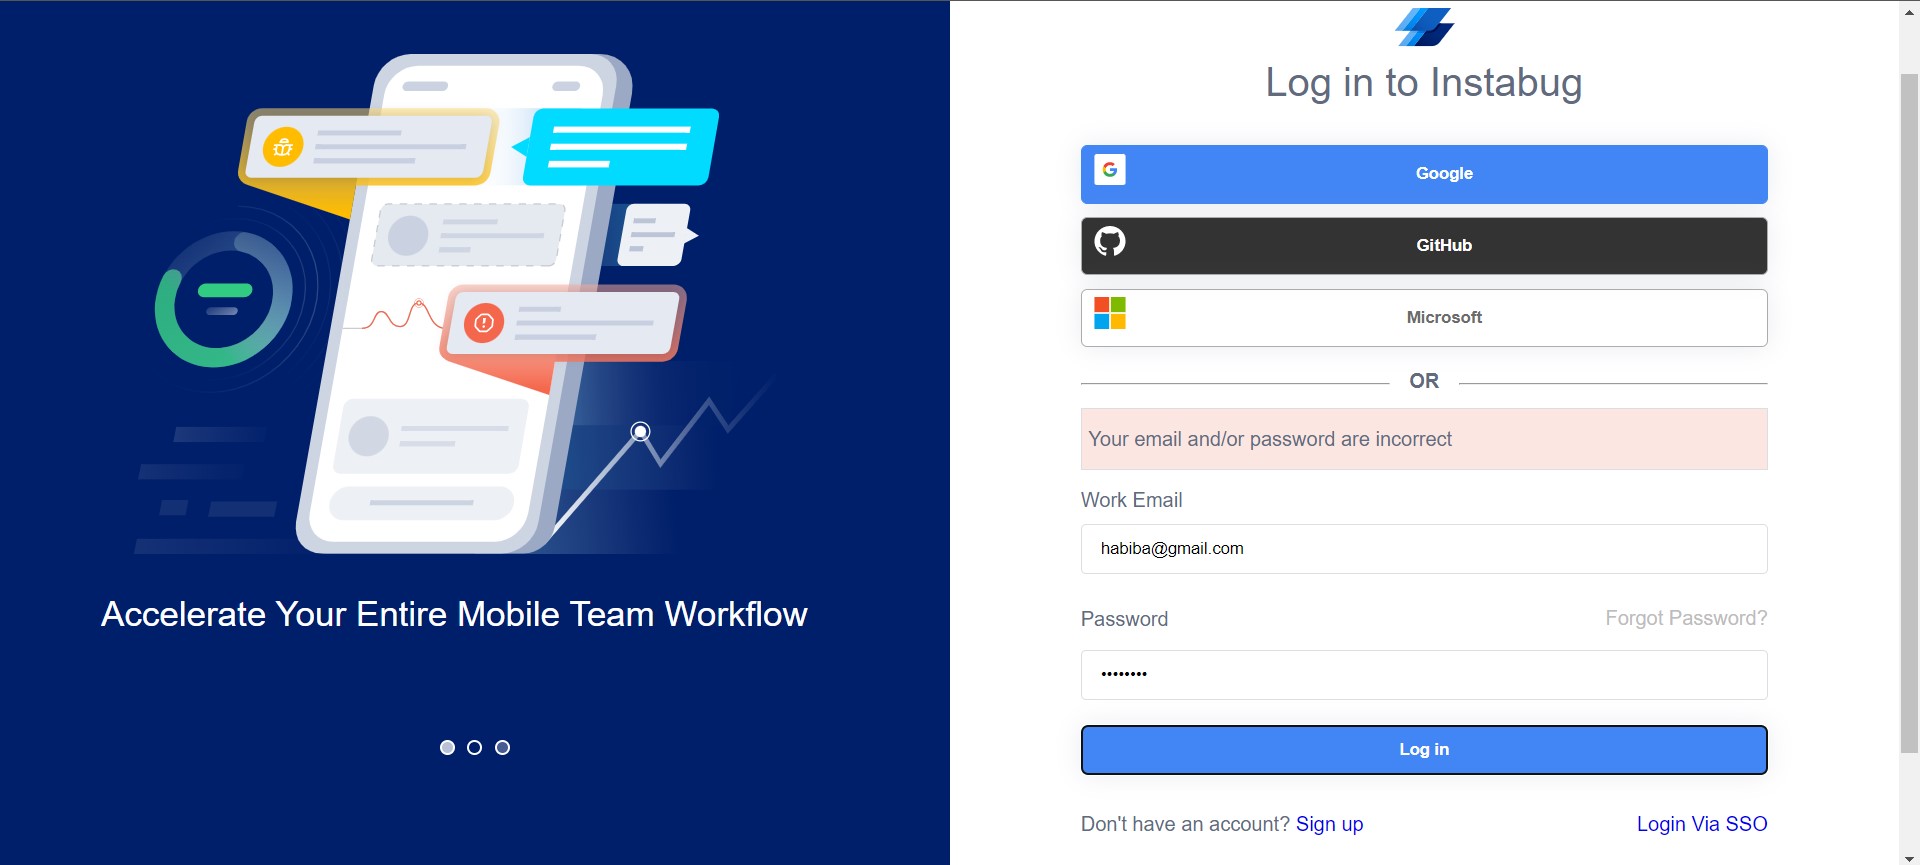 Log in to Instabug
Google
GitHub
Microsoft
OR
Your email and/or password are incorrect
Work Email
habiba@gmail.com
Password
Forgot Password?
••••••••
Log in
Don't have an account? Sign up
Login Via SSO
Accelerate Your Entire Mobile Team Workflow